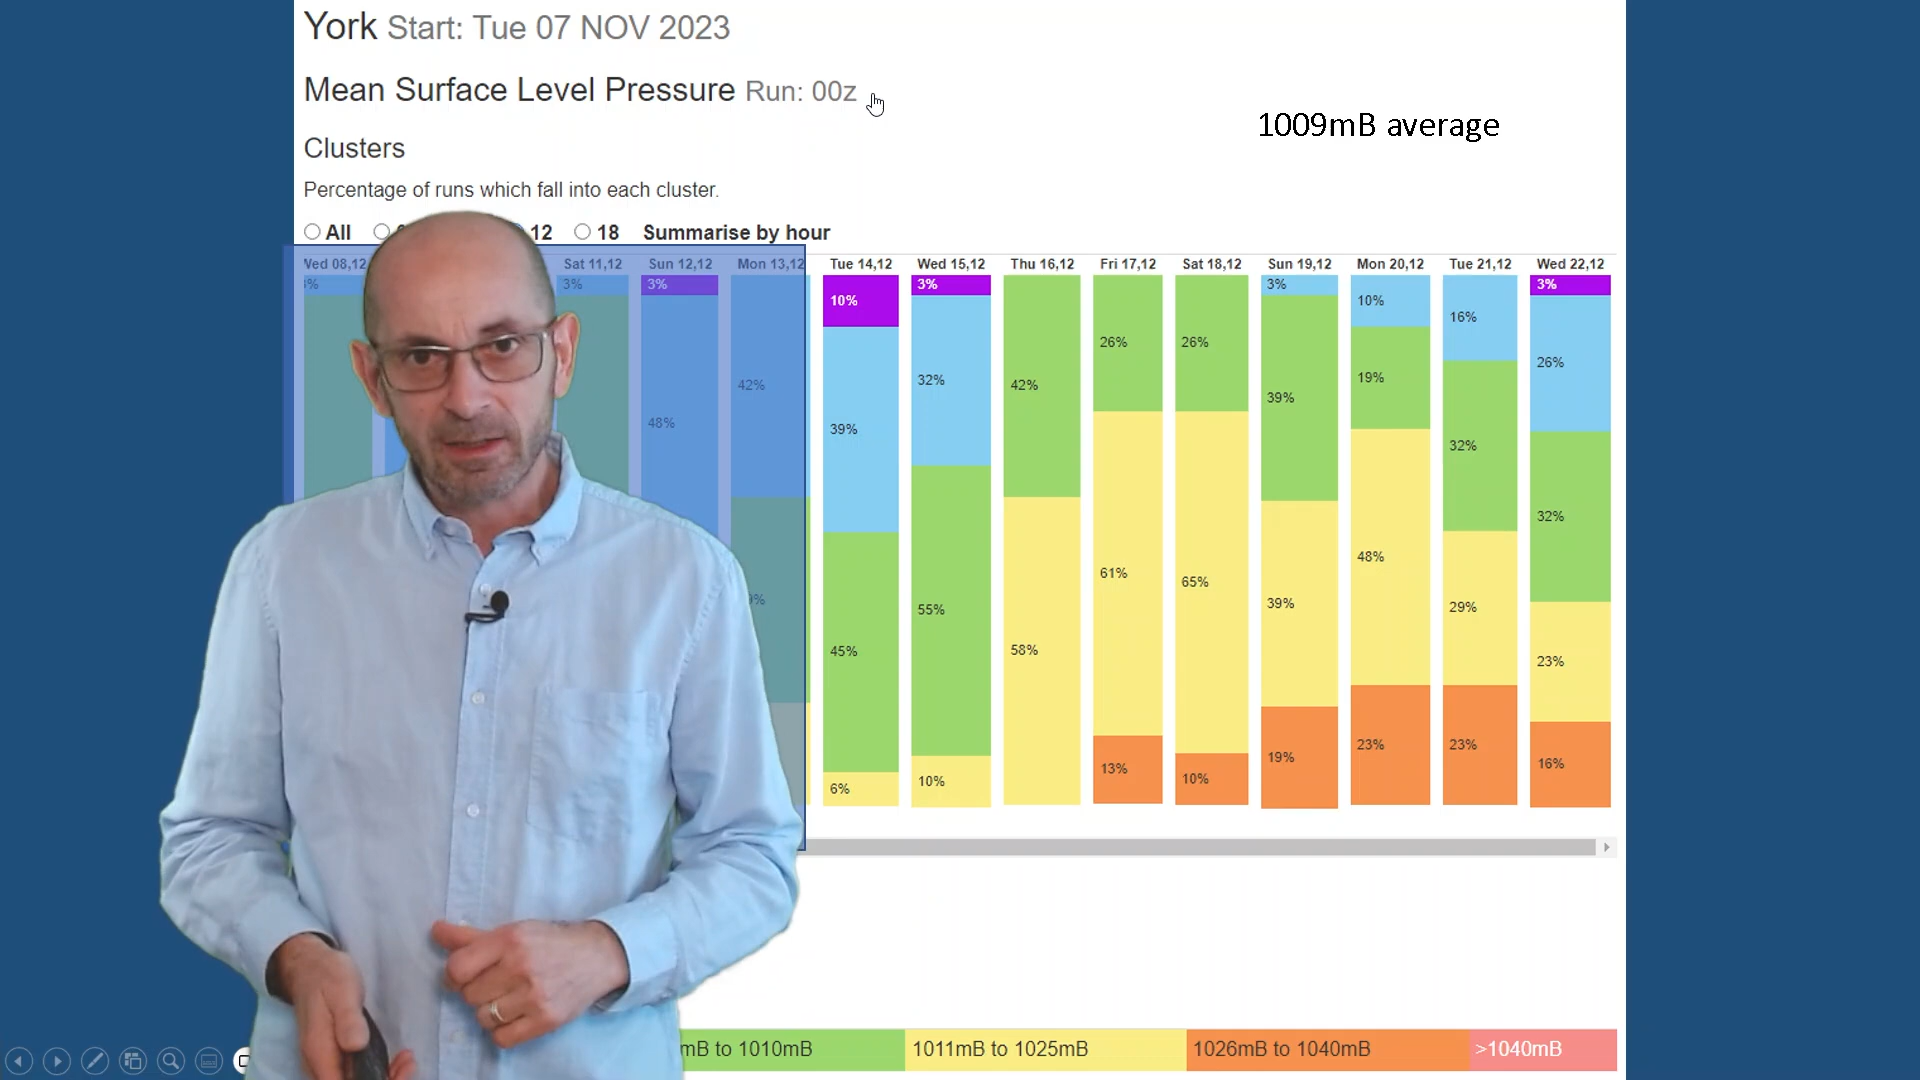 York Start: Tue 07 NOV 2023
Mean Surface Level Pressure Run: 00z
1009mB average
Clusters
Percentage of runs which fall into each cluster.
All 12 18 Summarise by hour
Wed 08,12 Sat 11,12 Sun 12,12 Mon 13,12 Tue 14,12 Wed 15,12 Thu 16,12 Fri 17,12 Sat 18,12 Sun 19,12 Mon 20,12 Tue 21,12 Wed 22,12
3% 3% 10% 3% 3% 3%
10%
16%
26% 26%
26%
42% 32% 42% 19%
48% 39% 39%
32%
32%
48%
61% 65%
55% 39% 29%
45% 58% 23%
23% 23%
19% 16%
13% 10%
6% 10%
mB to 1010mB 1011mB to 1025mB 1026mB to 1040mB >1040mB